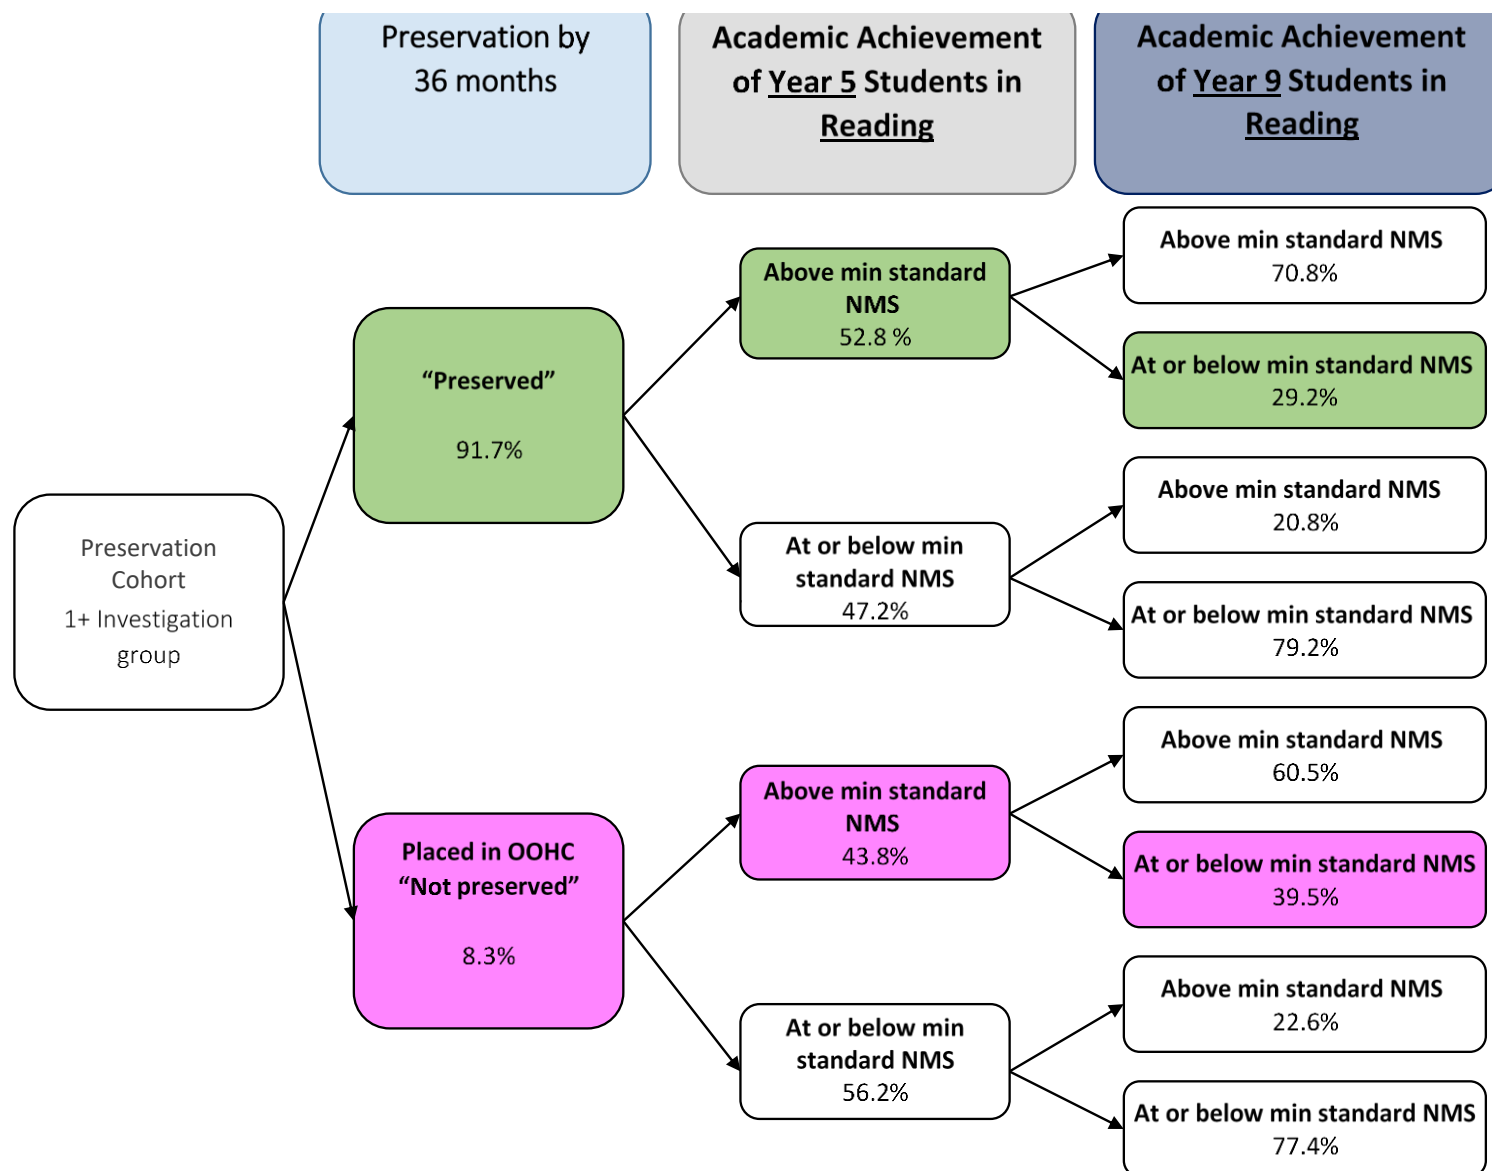 Preservation by
36 months
Academic Achievement
of Year 5 Students in
Reading
Academic Achievement
of Year 9 Students in
Reading
Preservation
Cohort
1+ Investigation
group
“Preserved”
91.7%
Above min standard
NMS
52.8 %
Above min standard NMS
70.8%
At or below min standard NMS
29.2%
At or below min
standard NMS
47.2%
Above min standard NMS
20.8%
At or below min standard NMS
79.2%
Placed in OOHC
“Not preserved”
8.3%
Above min standard
NMS
43.8%
Above min standard NMS
60.5%
At or below min standard NMS
39.5%
At or below min
standard NMS
56.2%
Above min standard NMS
22.6%
At or below min standard NMS
77.4%